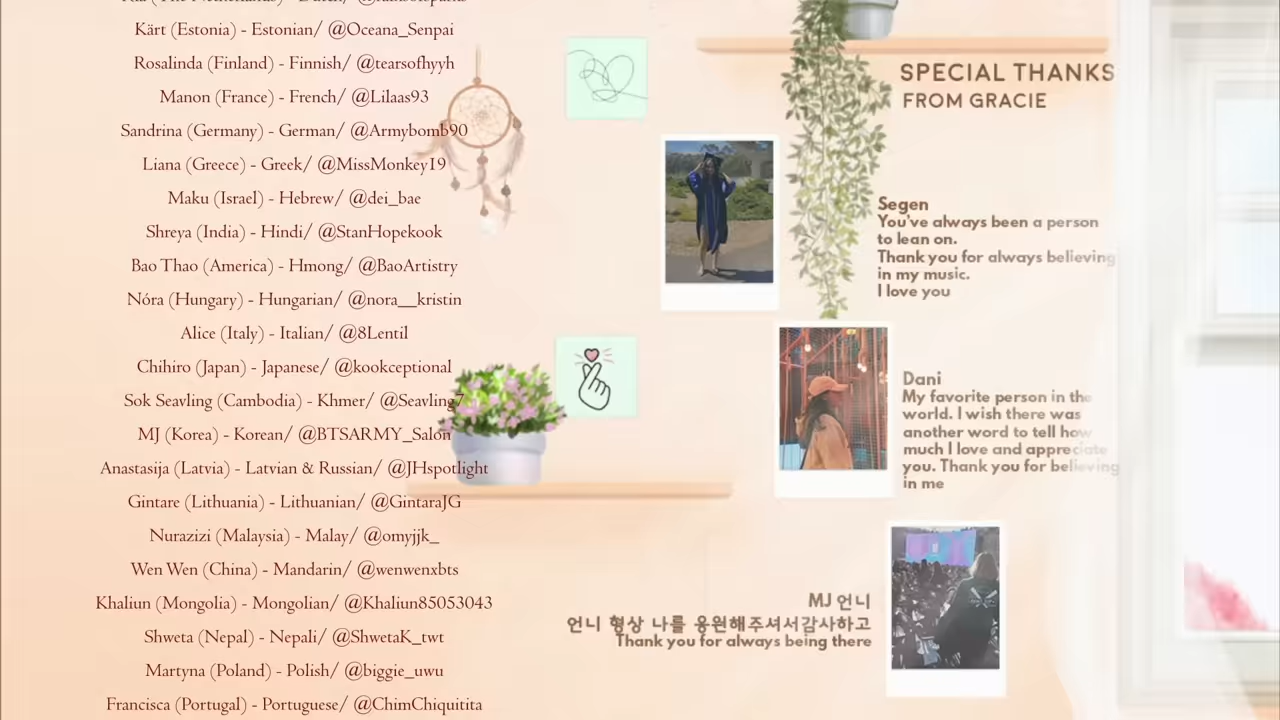 Kärt (Estonia) - Estonian/ @Oceana_Senpai
Rosalinda (Finland) - Finnish/ @tearsofhyyh
Manon (France) - French/ @Lilaas93
Sandrina (Germany) - German/ @Armybomb90
Liana (Greece) - Greek/ @MissMonkey19
Maku (Israel) - Hebrew/ @dei_bae
Shreya (India) - Hindi/ @StanHopekook
Bao Thao (America) - Hmong/ @BaoArtistry
Nóra (Hungary) - Hungarian/ @nora__kristin
Alice (Italy) - Italian/ @8Lentil
Chihiro (Japan) - Japanese/ @kookceptional
Sok Seavling (Cambodia) - Khmer/ @Seavling7
MJ (Korea) - Korean/ @BTSARMY_Salon
Anastasija (Latvia) - Latvian & Russian/ @JHspotlight
Gintare (Lithuania) - Lithuanian/ @GintaraJG
Nurazizi (Malaysia) - Malay/ @omyjjk_
Wen Wen (China) - Mandarin/ @wenwenxbts
Khaliun (Mongolia) - Mongolian/ @Khaliun85053043
Shweta (Nepal) - Nepali/ @ShwetaK_twt
Martyna (Poland) - Polish/ @biggie_uwu
Francisca (Portugal) - Portuguese/ @ChimChiquitita
SPECIAL THANKS
FROM GRACIE
Segen
You've always been a person
to lean on.
Thank you for always believing
in my music.
I love you
Dani
My favorite person in the
world. I wish there was
another word to tell how
much I love and appreciate
you. Thank you for believing
in me
MJ 언니
언니 형상 나를 응원해주셔서감사하고
Thank you for always being there